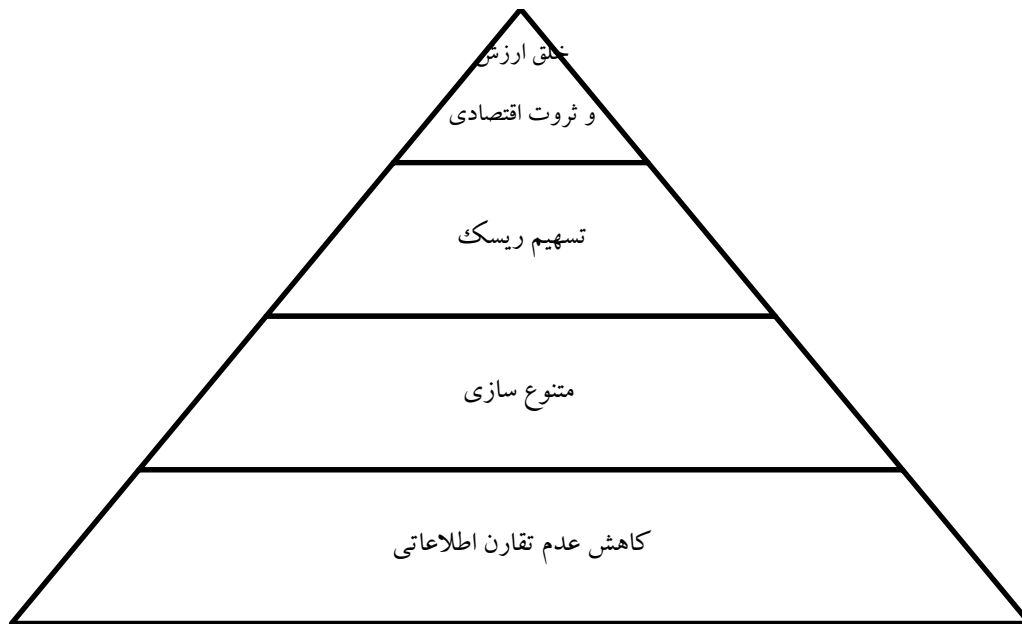 خلق ارزش
و ثروت اقتصادی
تسهیم ریسک
متنوع سازی
کاهش عدم تقارن اطلاعاتی